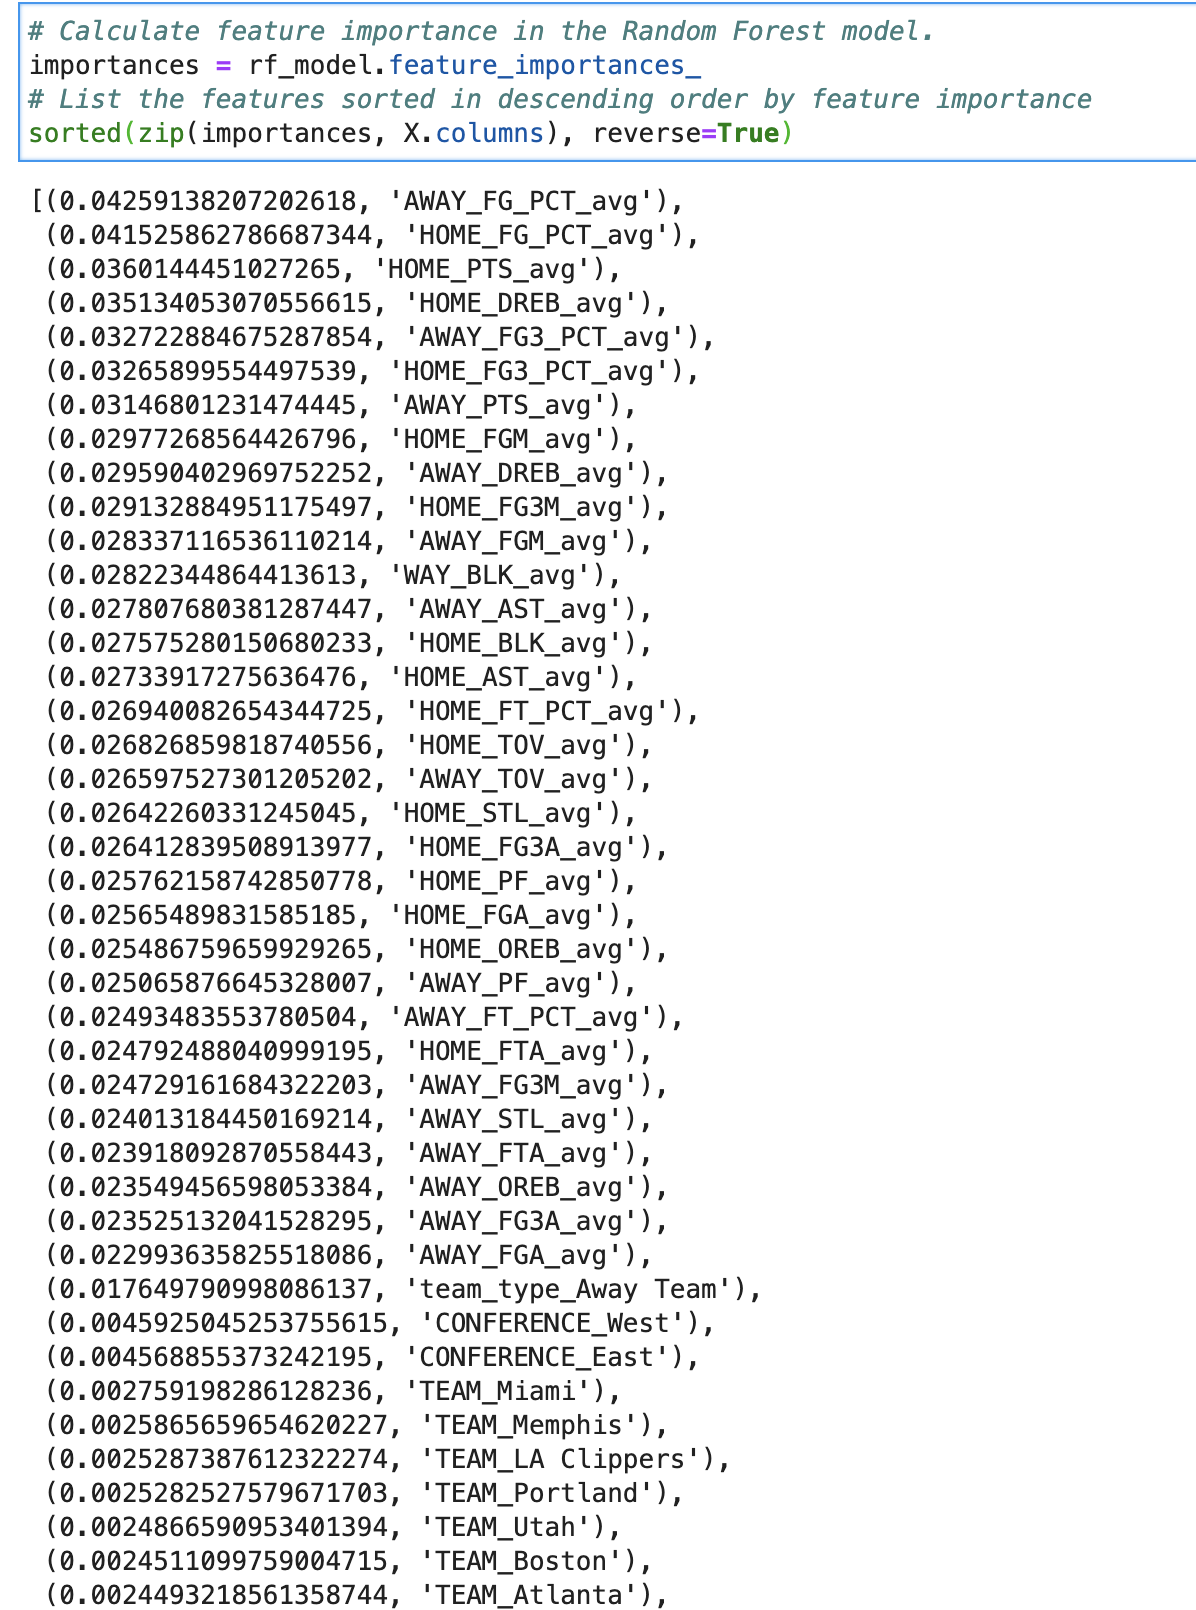 # Calculate feature importance in the Random Forest model.
importances = rf_model.feature_importances_
# List the features sorted in descending order by feature importance
sorted(zip(importances, X.columns), reverse=True)
[(0.04259138207202618, 'AWAY_FG_PCT_avg'),
(0.041525862786687344, 'HOME_FG_PCT_avg'),
(0.0360144451027265, 'HOME_PTS_avg'),
(0.035134053070556615, 'HOME_DREB_avg'),
(0.032722884675287854, 'AWAY_FG3_PCT_avg'),
(0.03265899554497539, 'HOME_FG3_PCT_avg'),
(0.03146801231474445, 'AWAY_PTS_avg'),
(0.02977268564426796, 'HOME_FGM_avg'),
(0.029590402969752252, 'AWAY_DREB_avg'),
(0.029132884951175497, 'HOME_FG3M_avg'),
(0.028337116536110214, 'AWAY_FGM_avg'),
(0.02822344864413613, 'WAY_BLK_avg'),
(0.027807680381287447, 'AWAY_AST_avg'),
(0.027575280150680233, 'HOME_BLK_avg'),
(0.02733917275636476, 'HOME_AST_avg'),
(0.026940082654344725, 'HOME_FT_PCT_avg'),
(0.026826859818740556, 'HOME_TOV_avg'),
(0.026597527301205202, 'AWAY_TOV_avg'),
(0.02642260331245045, 'HOME_STL_avg'),
(0.026412839508913977, 'HOME_FG3A_avg'),
(0.025762158742850778, 'HOME_PF_avg'),
(0.02565489831585185, 'HOME_FGA_avg'),
(0.025486759659929265, 'HOME_OREB_avg'),
(0.025065876645328007, 'AWAY_PF_avg'),
(0.02493483553780504, 'AWAY_FT_PCT_avg'),
(0.024792488040999195, 'HOME_FTA_avg'),
(0.024729161684322203, 'AWAY_FG3M_avg'),
(0.024013184450169214, 'AWAY_STL_avg'),
(0.023918092870558443, 'AWAY_FTA_avg'),
(0.023549456598053384, 'AWAY_OREB_avg'),
(0.023525132041528295, 'AWAY_FG3A_avg'),
(0.022993635825518086, 'AWAY_FGA_avg'),
(0.017649790998086137, 'team_type_Away Team'),
(0.0045925045253755615, 'CONFERENCE_West'),
(0.004568855373242195, 'CONFERENCE_East'),
(0.002759198286128236, 'TEAM_Miami'),
(0.0025865659654620227, 'TEAM_Memphis'),
(0.0025287387612322274, 'TEAM_LA Clippers'),
(0.0025282527579671703, 'TEAM_Portland'),
(0.0024866590953401394, 'TEAM_Utah'),
(0.0024511099759004715, 'TEAM_Boston'),
(0.0024493218561358744, 'TEAM_Atlanta'),